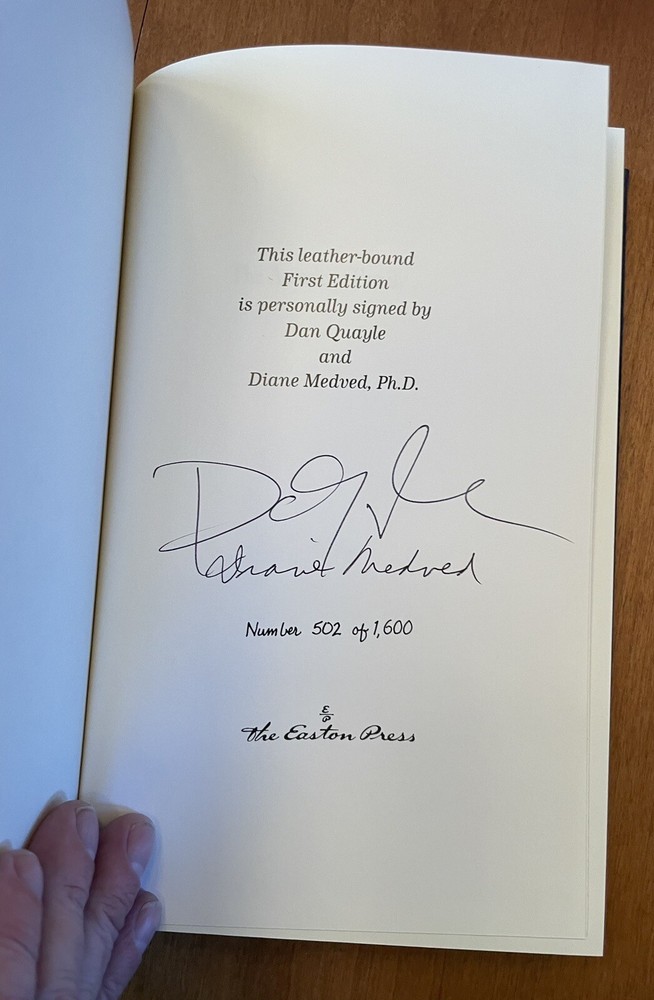 This leather-bound
First Edition
is personally signed by
Dan Quayle
and
Diane Medved, Ph.D.
Diane Medved
Number 502 of 1,600
E
P
The Easton Press